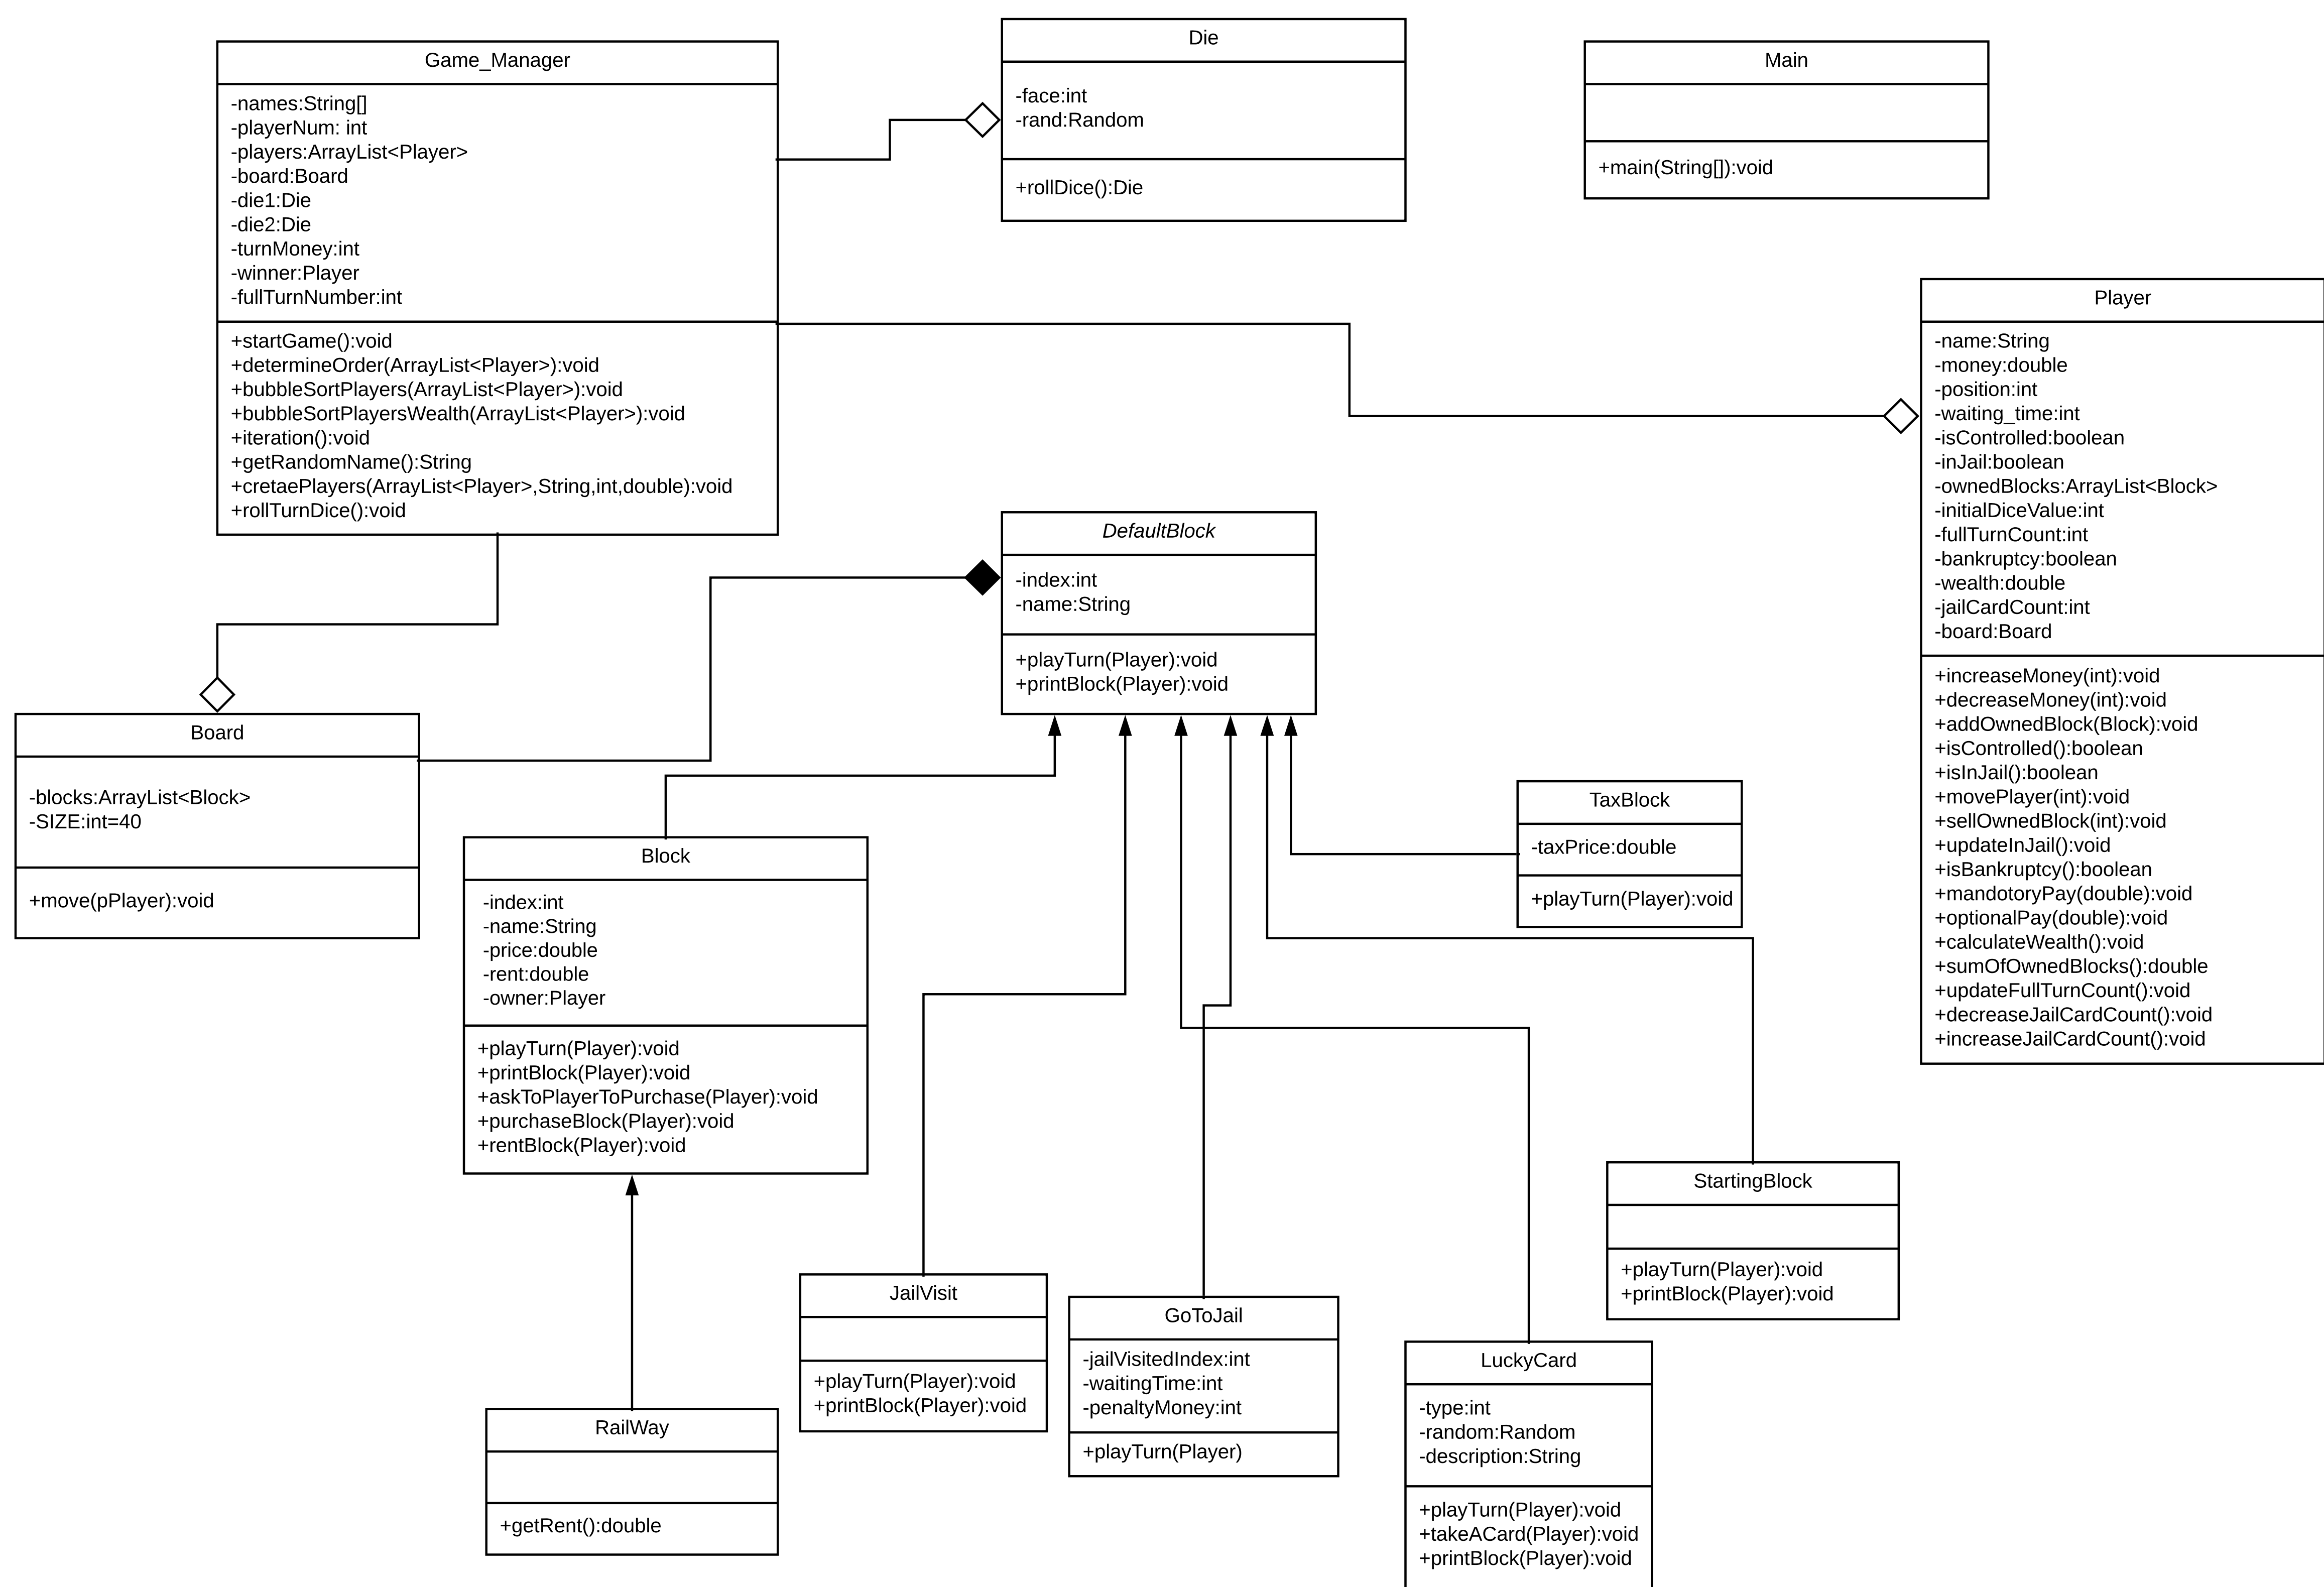 Game_Manager
-names:String[]
-playerNum: int
-players:ArrayList<Player>
-board:Board
-die1:Die
-die2:Die
-turnMoney:int
-winner:Player
-fullTurnNumber:int
+startGame():void
+determineOrder(ArrayList<Player>):void
+bubbleSortPlayers(ArrayList<Player>):void
+bubbleSortPlayersWealth(ArrayList<Player>):void
+iteration():void
+getRandomName():String
+cretaePlayers(ArrayList<Player>,String,int,double):void
+rollTurnDice():void
Die
-face:int
-rand:Random
+rollDice():Die
Main
+main(String[]):void
Player
-name:String
-money:double
-position:int
-waiting_time:int
-isControlled:boolean
-inJail:boolean
-ownedBlocks:ArrayList<Block>
-initialDiceValue:int
-fullTurnCount:int
-bankruptcy:boolean
-wealth:double
-jailCardCount:int
-board:Board
+increaseMoney(int):void
+decreaseMoney(int):void
+addOwnedBlock(Block):void
+isControlled():boolean
+isInJail():boolean
+movePlayer(int):void
+sellOwnedBlock(int):void
+updateInJail():void
+isBankruptcy():boolean
+mandotoryPay(double):void
+optionalPay(double):void
+calculateWealth():void
+sumOfOwnedBlocks():double
+updateFullTurnCount():void
+decreaseJailCardCount():void
+increaseJailCardCount():void
DefaultBlock
-index:int
-name:String
+playTurn(Player):void
+printBlock(Player):void
Board
-blocks:ArrayList<Block>
-SIZE:int=40
+move(pPlayer):void
Block
-index:int
-name:String
-price:double
-rent:double
-owner:Player
+playTurn(Player):void
+printBlock(Player):void
+askToPlayerToPurchase(Player):void
+purchaseBlock(Player):void
+rentBlock(Player):void
TaxBlock
-taxPrice:double
+playTurn(Player):void
StartingBlock
+playTurn(Player):void
+printBlock(Player):void
JailVisit
+playTurn(Player):void
+printBlock(Player):void
GoToJail
-jailVisitedIndex:int
-waitingTime:int
-penaltyMoney:int
+playTurn(Player)
LuckyCard
-type:int
-random:Random
-description:String
+playTurn(Player):void
+takeACard(Player):void
+printBlock(Player):void
RailWay
+getRent():double